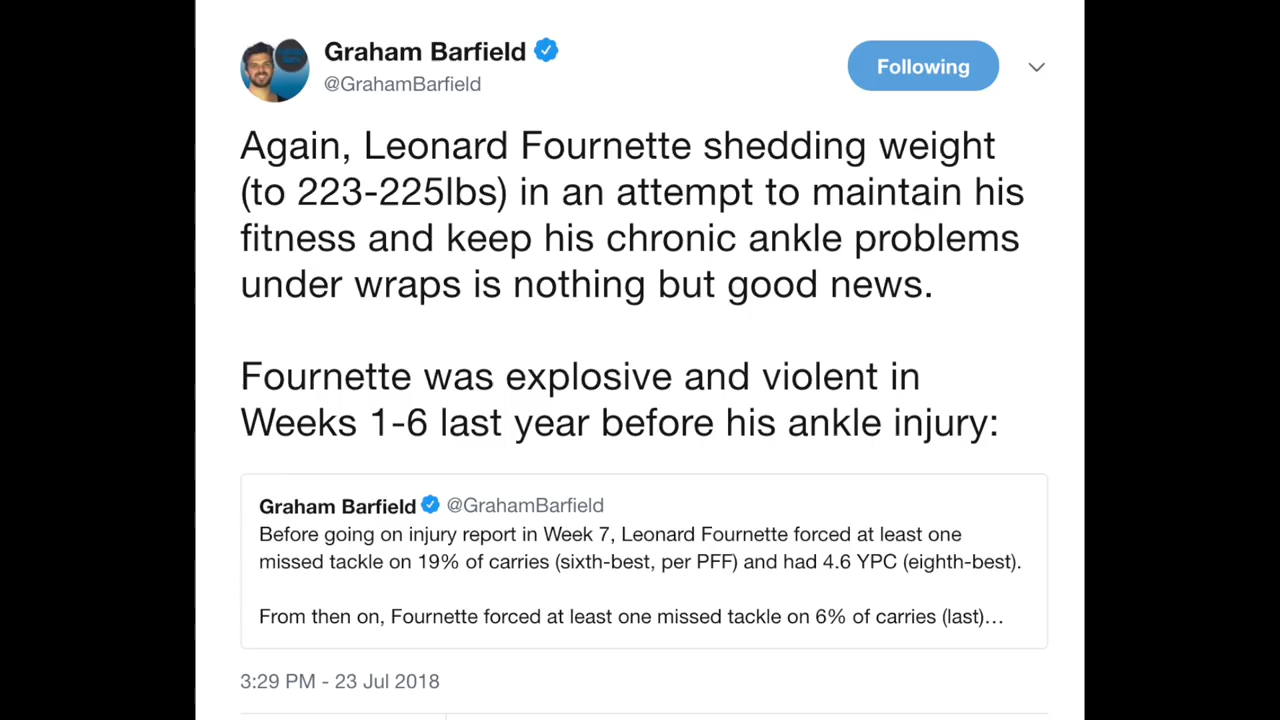 Graham Barfield
@GrahamBarfield
Following
Again, Leonard Fournette shedding weight
(to 223-225lbs) in an attempt to maintain his
fitness and keep his chronic ankle problems
under wraps is nothing but good news.
Fournette was explosive and violent in
Weeks 1-6 last year before his ankle injury:
Graham Barfield @GrahamBarfield
Before going on injury report in Week 7, Leonard Fournette forced at least one
missed tackle on 19% of carries (sixth-best, per PFF) and had 4.6 YPC (eighth-best).
From then on, Fournette forced at least one missed tackle on 6% of carries (last)…
3:29 PM - 23 Jul 2018